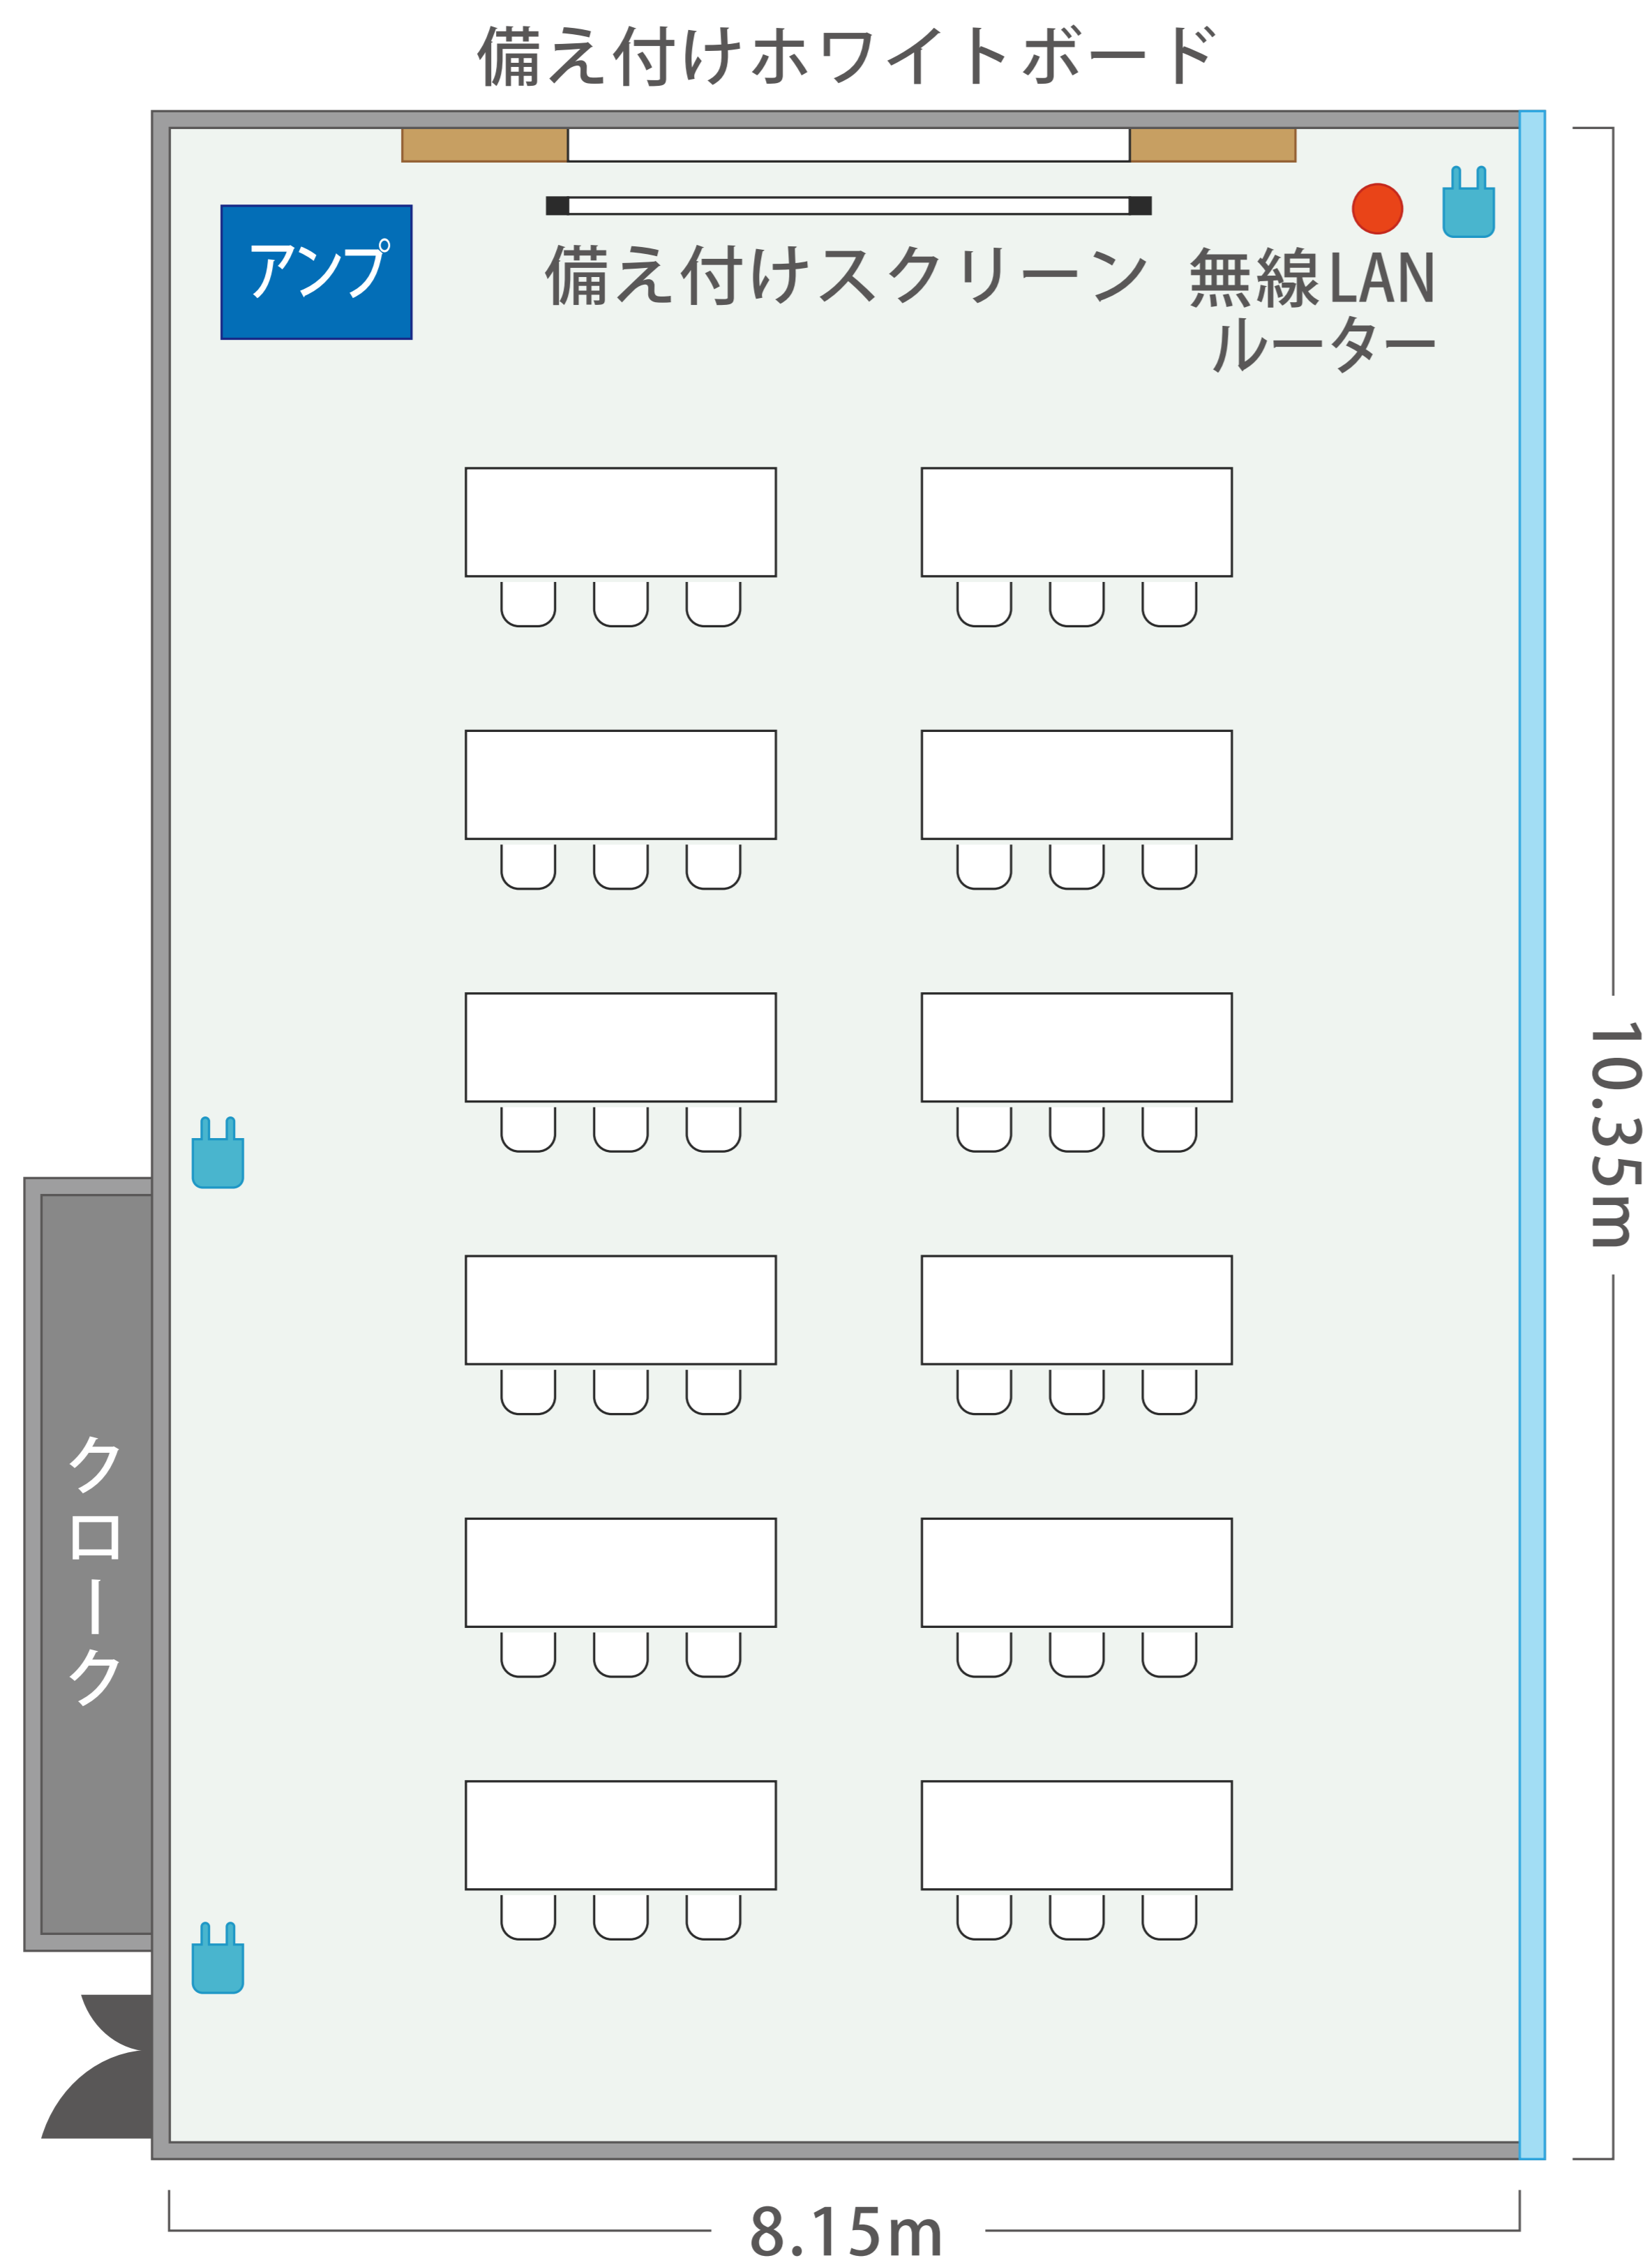 備え付けホワイトボード
アンプ
備え付けスクリーン
無線LAN
ルーター
10.35m
クローク
8.15m